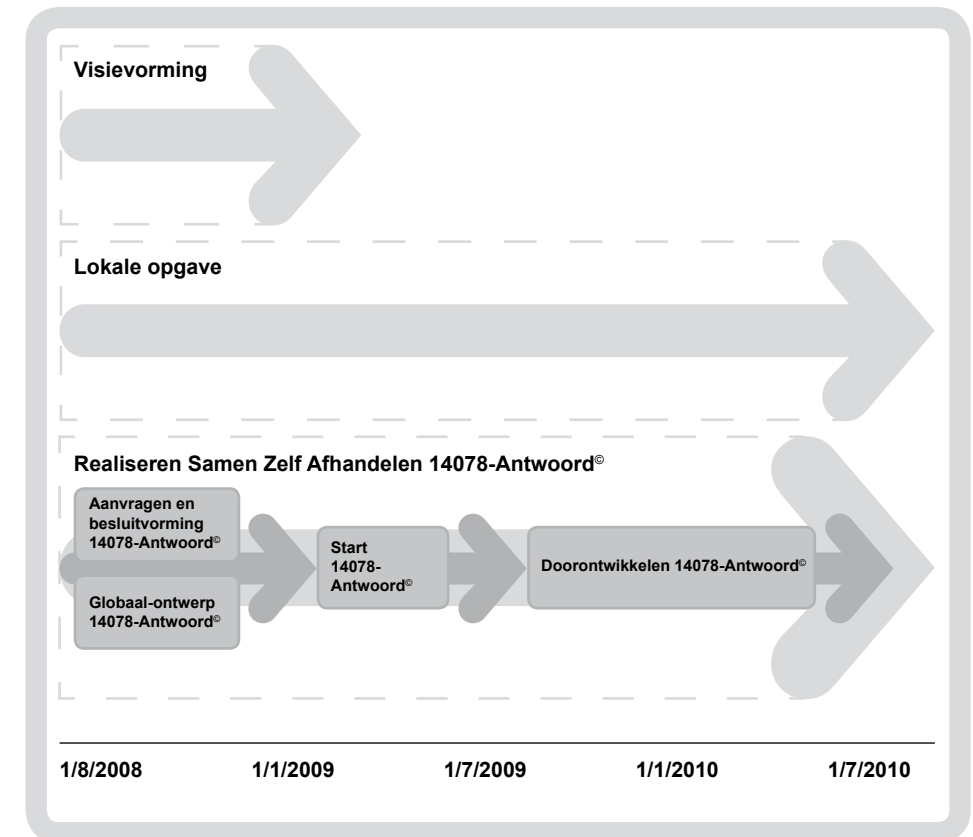 Visievorming
Lokale opgave
Realiseren Samen Zelf Afhandelen 14078-Antwoord©
Aanvragen en
besluitvorming
14078-Antwoord©
Globaal-ontwerp
14078-Antwoord©
Start
14078-
Antwoord©
Doorontwikkelen 14078-Antwoord©
1/8/2008 1/1/2009 1/7/2009 1/1/2010 1/7/2010